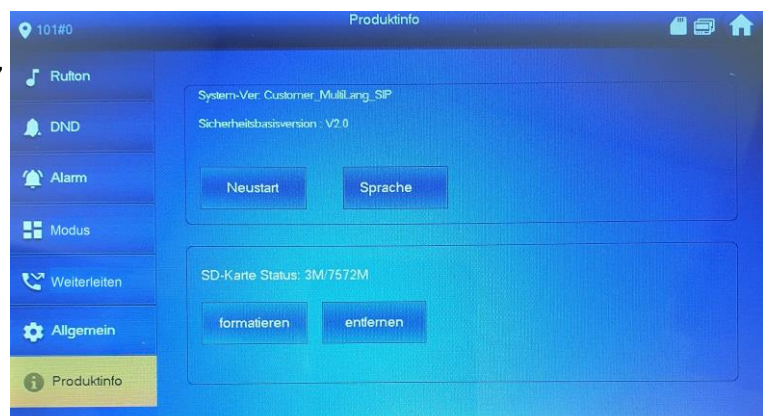 101#0
Produktinfo
Rufton
DND
Alarm
Modus
Weiterleiten
Allgemein
Produktinfo
System-Ver: Customer_MultiLang_SIP
Sicherheitsbasisversion : V2.0
Neustart
Sprache
SD-Karte Status: 3M/7572M
formatieren
entfernen